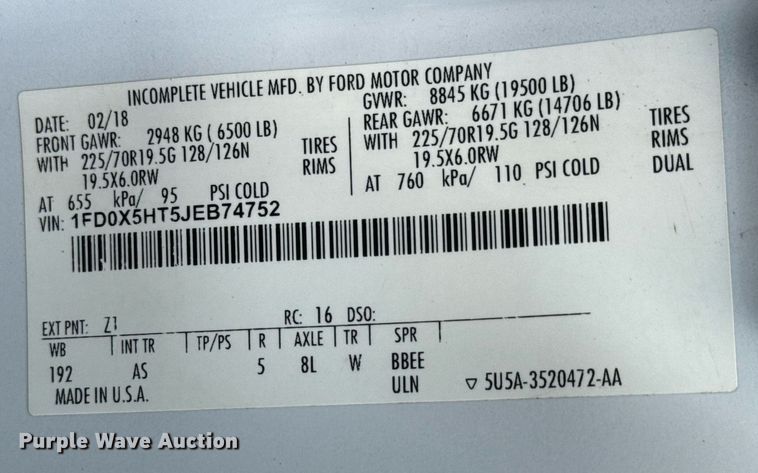 INCOMPLETE VEHICLE MFD. BY FORD MOTOR COMPANY
DATE: 02/18
GVWR: 8845 KG (19500 LB)
FRONT GAWR: 2948 KG ( 6500 LB)
REAR GAWR: 6671 KG (14706 LB)
WITH 225/70R19.5G 128/126N TIRES
WITH 225/70R19.5G 128/126N TIRES
19.5X6.0RW RIMS
19.5X6.0RW RIMS
AT 655 kPa/ 95 PSI COLD
AT 760 kPa/ 110 PSI COLD DUAL
VIN: 1FD0X5HT5JEB74752
EXT PNT: Z1 RC: 16 DSO:
WB INT TR TP/PS R AXLE TR SPR
192 AS 5 8L W BBEE
ULN
MADE IN U.S.A. ▽ 5U5A-3520472-AA
Purple Wave Auction